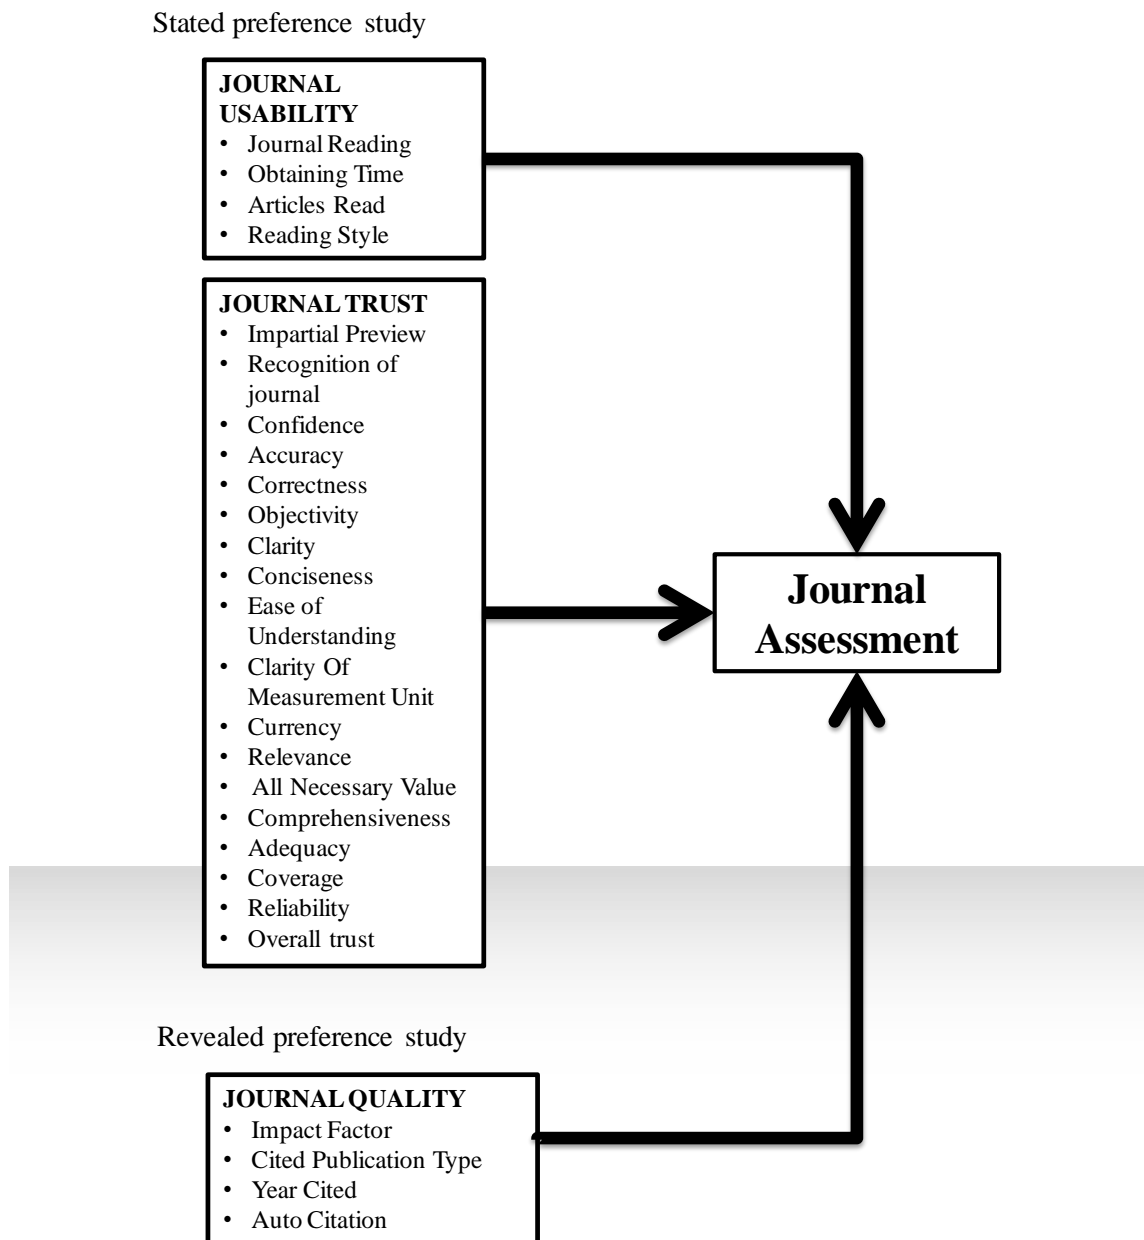 Stated preference study
JOURNAL
USABILITY
• Journal Reading
• Obtaining Time
• Articles Read
• Reading Style
JOURNAL TRUST
• Impartial Preview
• Recognition of
journal
• Confidence
• Accuracy
• Correctness
• Objectivity
• Clarity
• Conciseness
• Ease of
Understanding
• Clarity Of
Measurement Unit
• Currency
• Relevance
• All Necessary Value
• Comprehensiveness
• Adequacy
• Coverage
• Reliability
• Overall trust
Journal
Assessment
Revealed preference study
JOURNAL QUALITY
• Impact Factor
• Cited Publication Type
• Year Cited
• Auto Citation